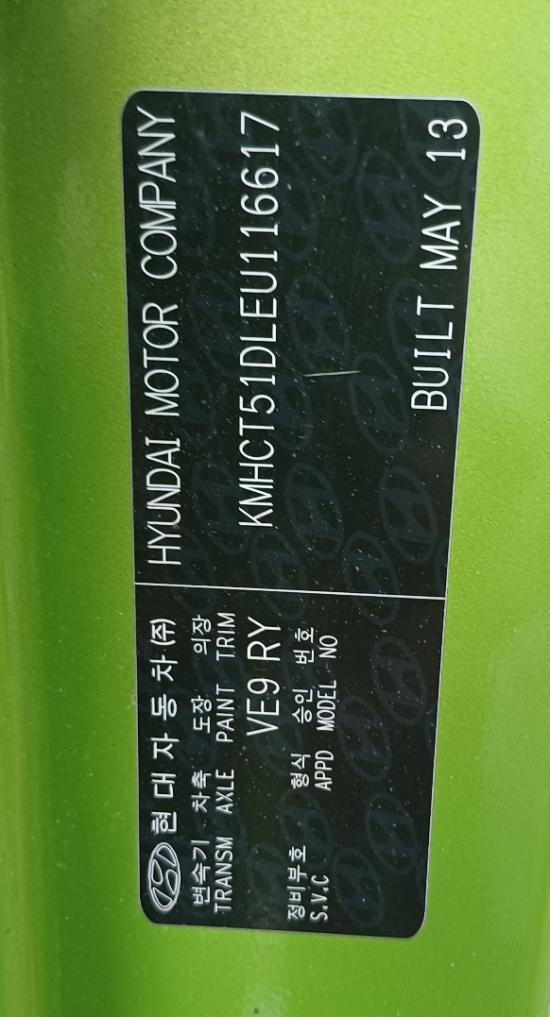 현대자동차(주)
HYUNDAI MOTOR COMPANY
변속기 차축 도장 의장
TRANSM AXLE PAINT TRIM
KMHCT51DLEU116617
VE9 RY
정비부호 형식 승인 번호
S.V.C APPD MODEL NO
BUILT MAY 13